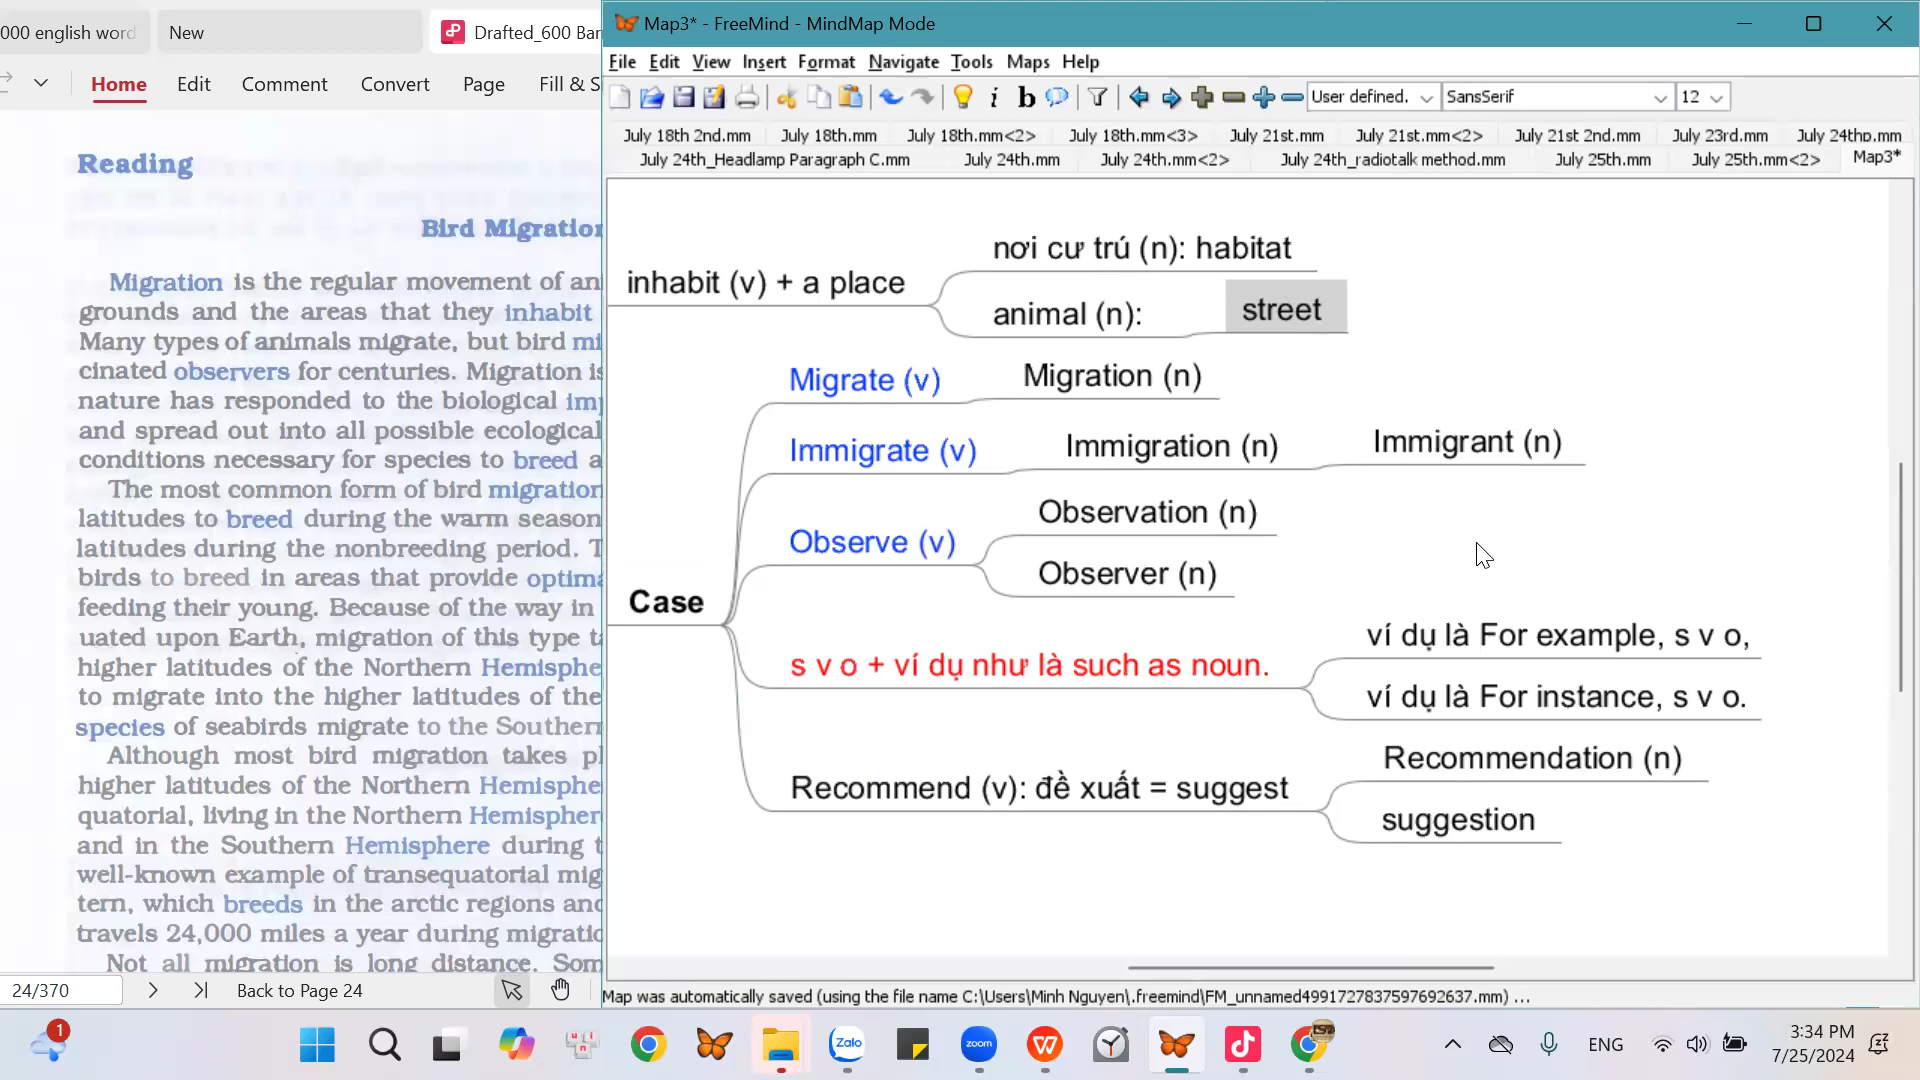 000 english word
New
Drafted_600 Bar
Home
Edit
Comment
Convert
Page
Fill & S
Reading
Bird Migration
Migration is the regular movement of an
grounds and the areas that they inhabit
Many types of animals migrate, but bird mi
cinated observers for centuries. Migration is
nature has responded to the biological imp
and spread out into all possible ecological
conditions necessary for species to breed a
The most common form of bird migration
latitudes to breed during the warm season
latitudes during the nonbreeding period. T
birds to breed in areas that provide optima
feeding their young. Because of the way in
uated upon Earth, migration of this type ta
higher latitudes of the Northern Hemisphe
to migrate into the higher latitudes of the
species of seabirds migrate to the Southern
Although most bird migration takes pl
higher latitudes of the Northern Hemisphe
quatorial, living in the Northern Hemispher
and in the Southern Hemisphere during t
well-known example of transequatorial mig
tern, which breeds in the arctic regions and
travels 24,000 miles a year during migratio
Not all migration is long distance. Som
24/370
Back to Page 24
Map3* - FreeMind - MindMap Mode
File Edit View Insert Format Navigate Tools Maps Help
User defined. SansSerif 12
July 18th 2nd.mm July 18th.mm July 18th.mm<2> July 18th.mm<3> July 21st.mm July 21st.mm<2> July 21st 2nd.mm July 23rd.mm July 24thp.mm
July 24th_Headlamp Paragraph C.mm July 24th.mm July 24th.mm<2> July 24th_radiotalk method.mm July 25th.mm July 25th.mm<2> Map3*
inhabit (v) + a place
nơi cư trú (n): habitat
animal (n):
street
Case
Migrate (v)
Migration (n)
Immigrate (v)
Immigration (n)
Immigrant (n)
Observe (v)
Observation (n)
Observer (n)
s v o + ví dụ như là such as noun.
ví dụ là For example, s v o,
ví dụ là For instance, s v o.
Recommend (v): đề xuất = suggest
Recommendation (n)
suggestion
Map was automatically saved (using the file name C:\Users\Minh Nguyen\.freemind\FM_unnamed4991727837597692637.mm) ...
1
Zalo
zoom
ENG
3:34 PM
7/25/2024